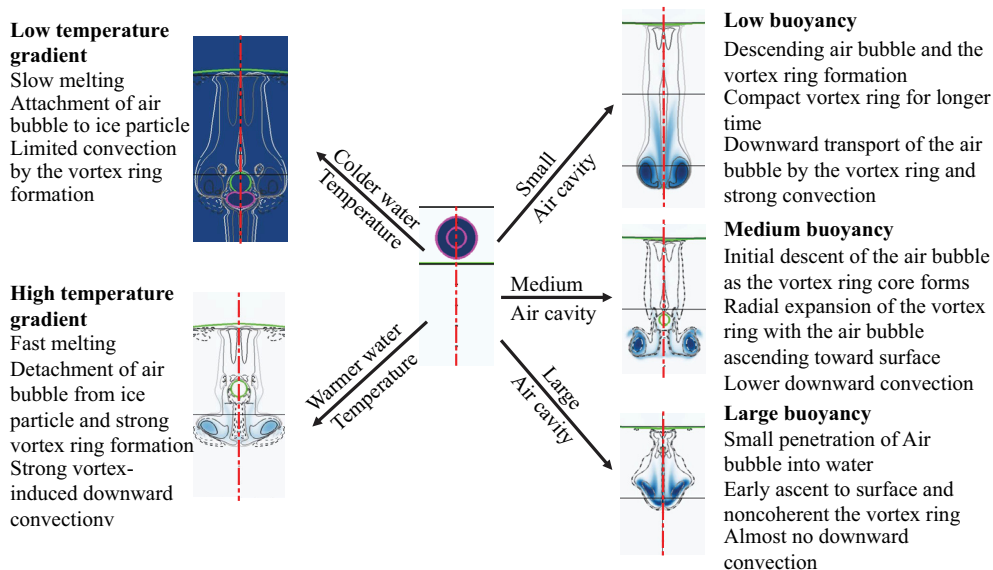 Low temperature
gradient
Slow melting
Attachment of air
bubble to ice particle
Limited convection
by the vortex ring
formation
High temperature
gradient
Fast melting
Detachment of air
bubble from ice
particle and strong
vortex ring formation
Strong vortex-
induced downward
convectionv
Colder water
Temperature
Warmer water
Temperature
Small
Air cavity
Medium
Air cavity
Large
Air cavity
Low buoyancy
Descending air bubble and the
vortex ring formation
Compact vortex ring for longer
time
Downward transport of the air
bubble by the vortex ring and
strong convection
Medium buoyancy
Initial descent of the air bubble
as the vortex ring core forms
Radial expansion of the vortex
ring with the air bubble
ascending toward surface
Lower downward convection
Large buoyancy
Small penetration of Air
bubble into water
Early ascent to surface and
noncoherent the vortex ring
Almost no downward
convection